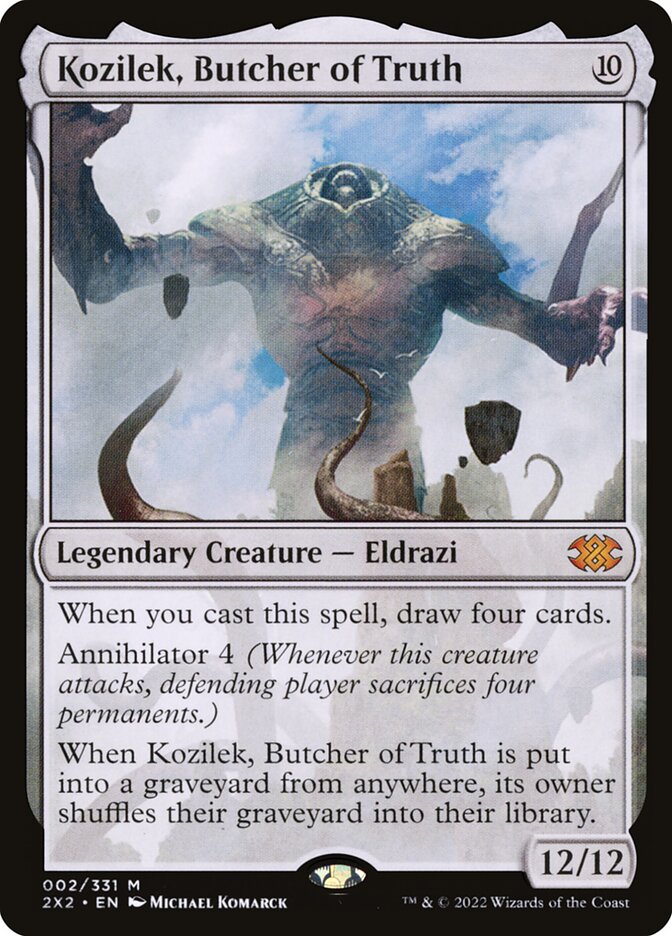 Kozilek, Butcher of Truth 10
Legendary Creature — Eldrazi
When you cast this spell, draw four cards.
Annihilator 4 (Whenever this creature
attacks, defending player sacrifices four
permanents.)
When Kozilek, Butcher of Truth is put
into a graveyard from anywhere, its owner
shuffles their graveyard into their library.
12/12
002/331 M
2X2 • EN Michael Komarck
™ & © 2022 Wizards of the Coast